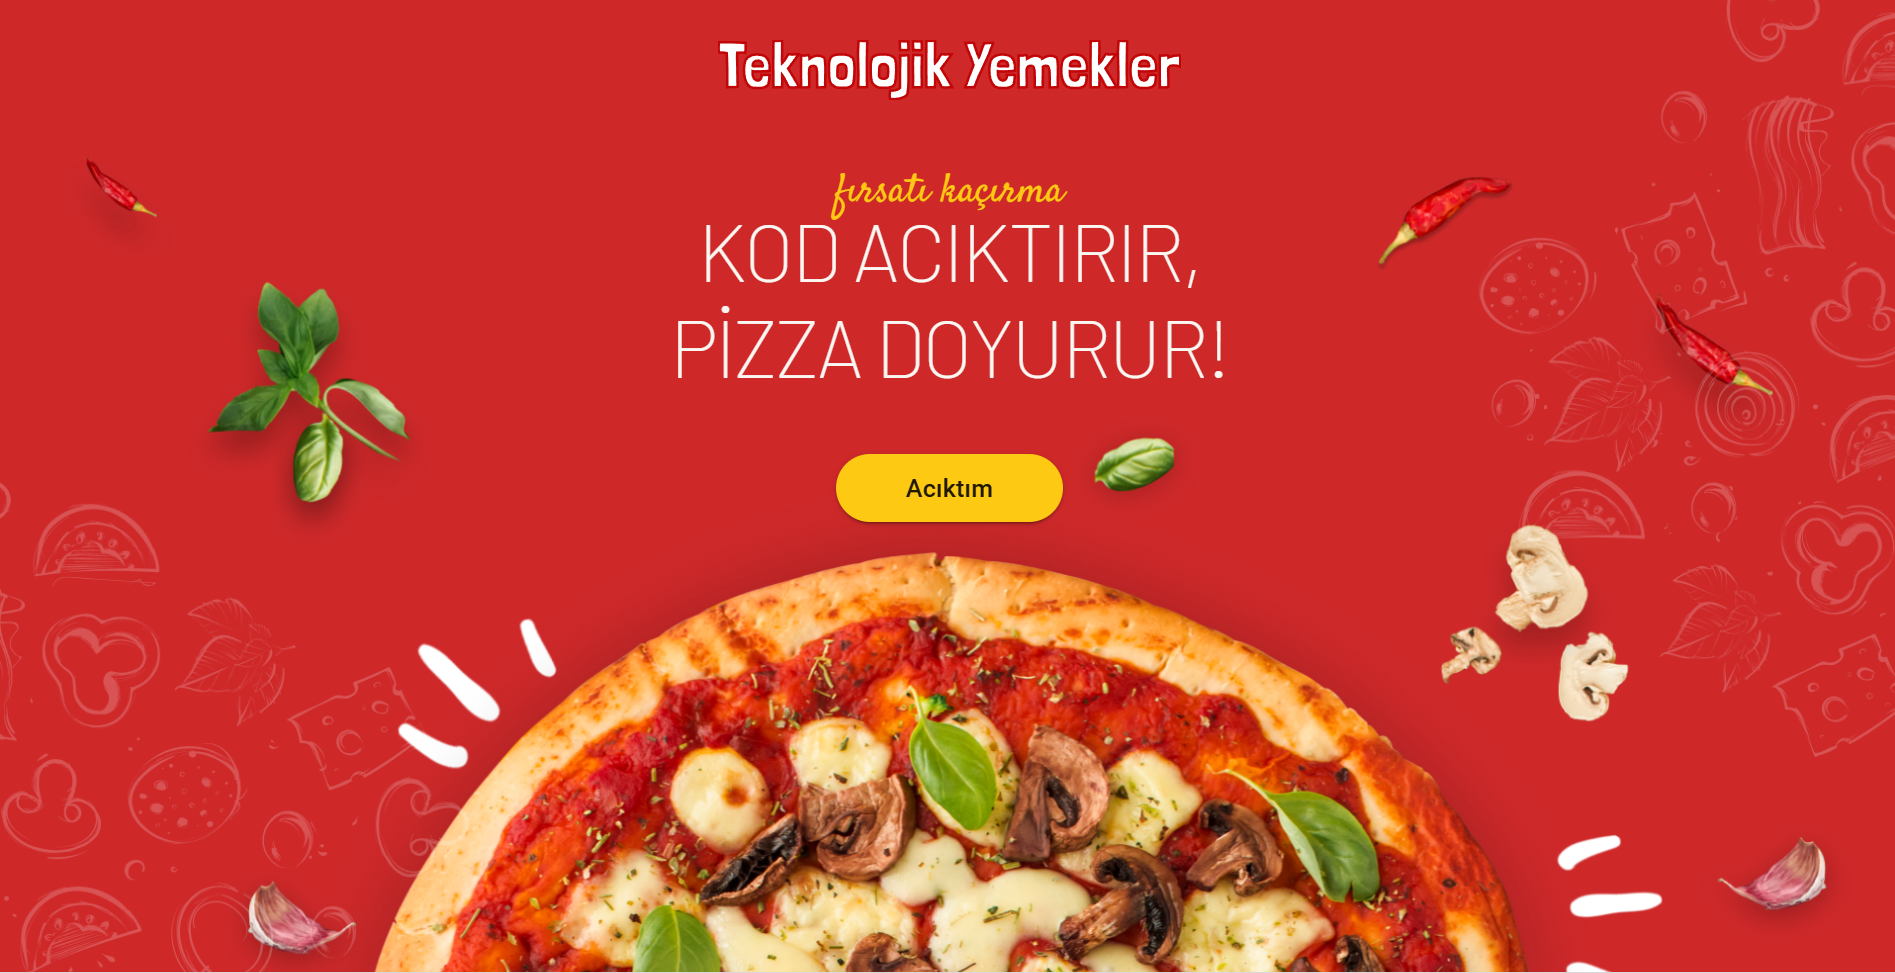 Teknolojik Yemekler
fırsatı kaçırma
KOD ACIKTIRIR,
PİZZA DOYURUR!
Acıktım